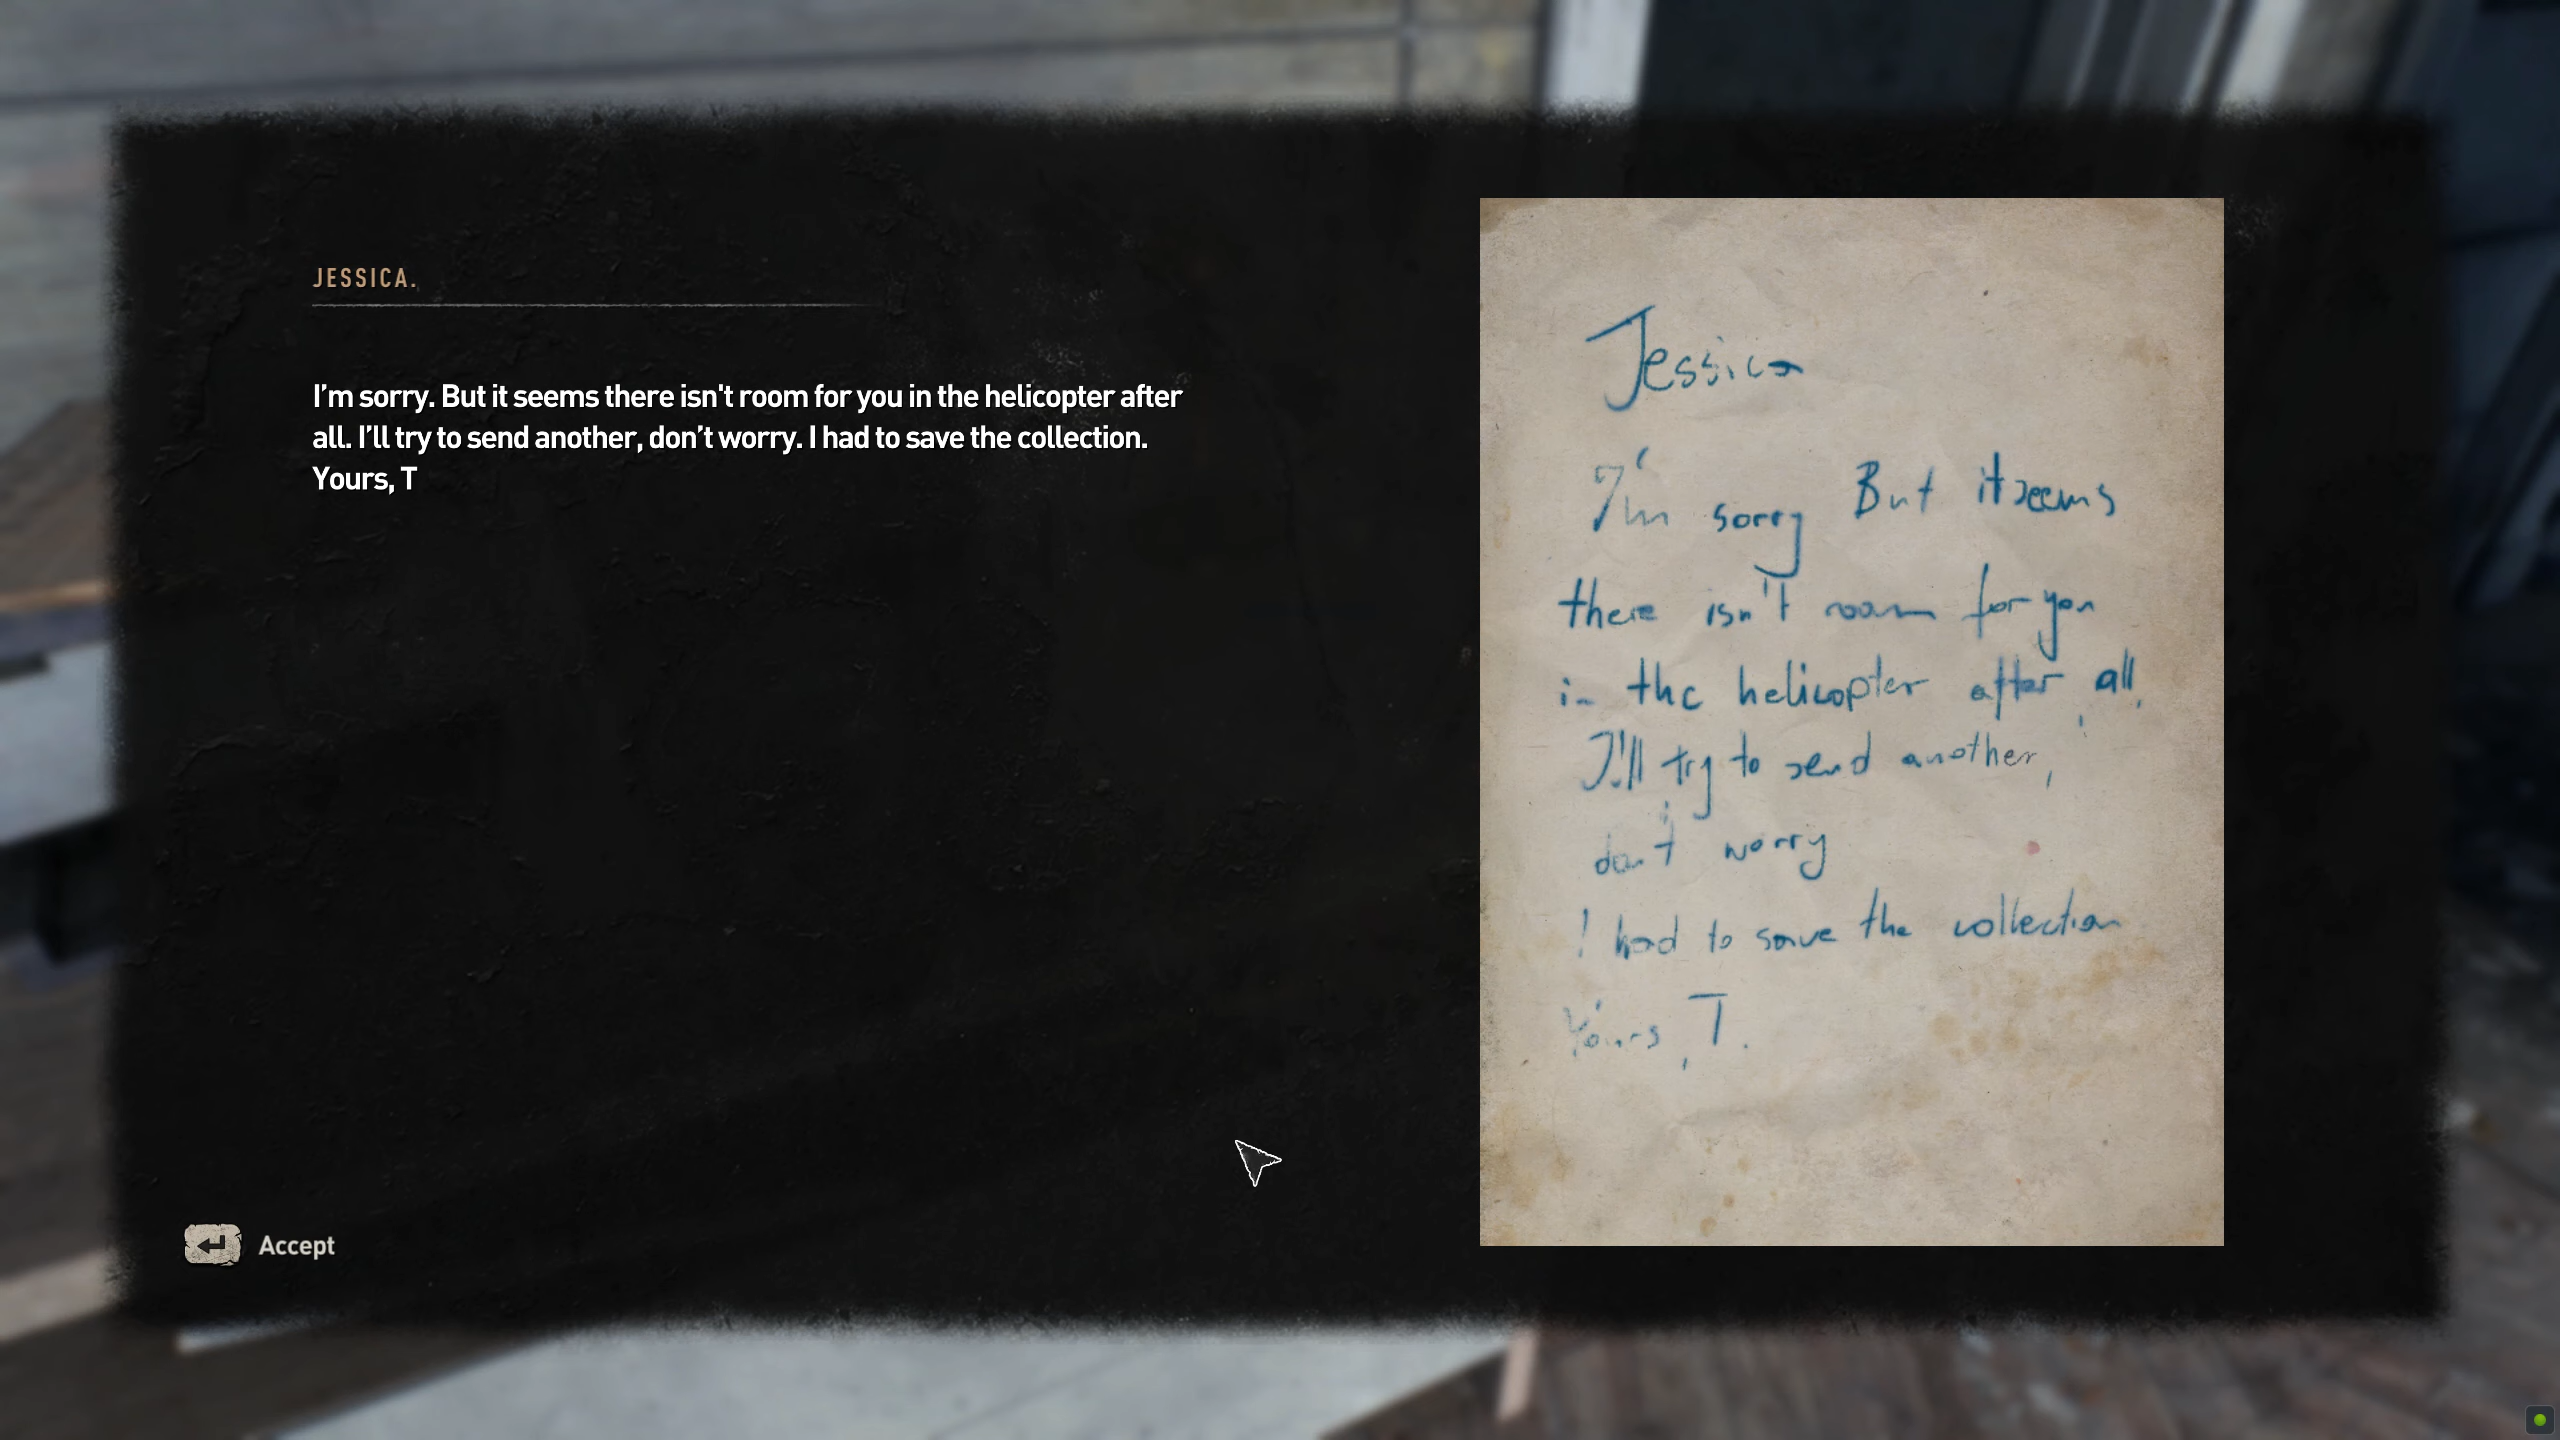 JESSICA.
I'm sorry. But it seems there isn't room for you in the helicopter after
all. I'll try to send another, don't worry. I had to save the collection.
Yours, T
Accept
Jessica
I'm sorry But it seems
there isn't room for you
in the helicopter after all,
I'll try to send another,
don't worry
I had to save the collection
Yours, T.